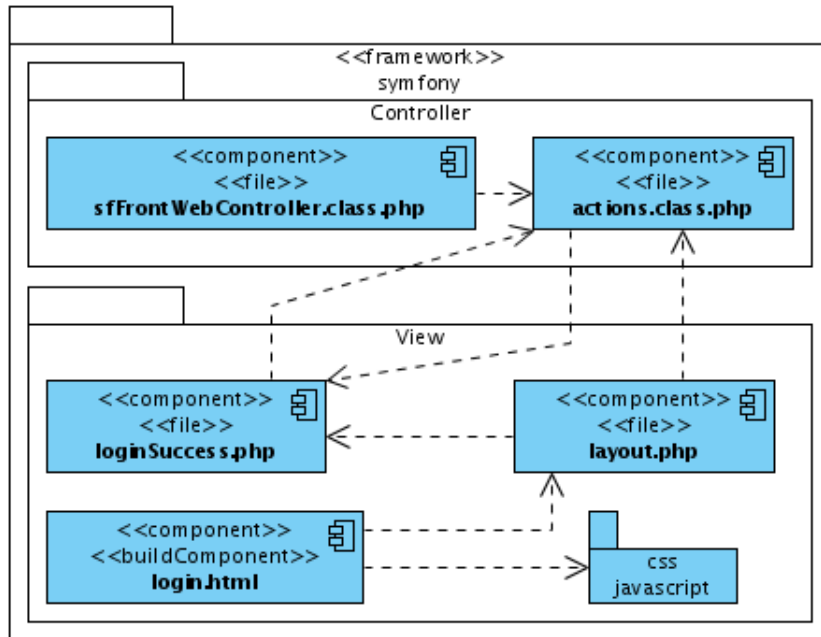 <<framework>>
symfony
Controller
<<component>>
<<file>>
sfFrontWebController.class.php
<<component>>
<<file>>
actions.class.php
View
<<component>>
<<file>>
loginSuccess.php
<<component>>
<<file>>
layout.php
<<component>>
<<buildComponent>>
login.html
css
javascript